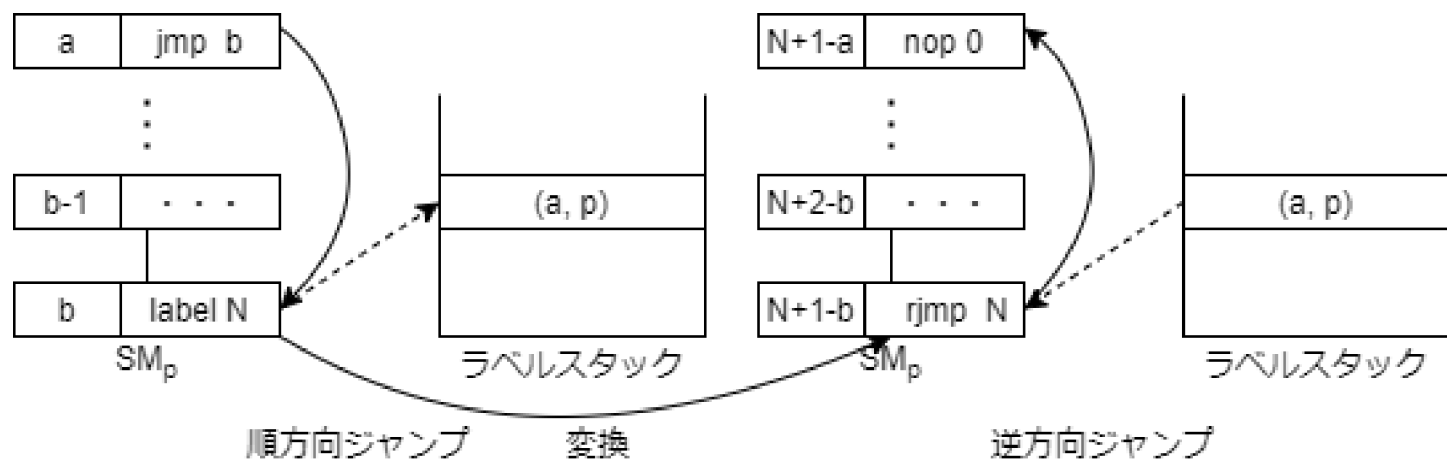 a jmp b N+1-a nop 0
b-1 ・・・ (a, p) N+2-b ・・・ (a, p)
b label N N+1-b rjmp N
SMp ラベルスタック SMp ラベルスタック
順方向ジャンプ 変換 逆方向ジャンプ